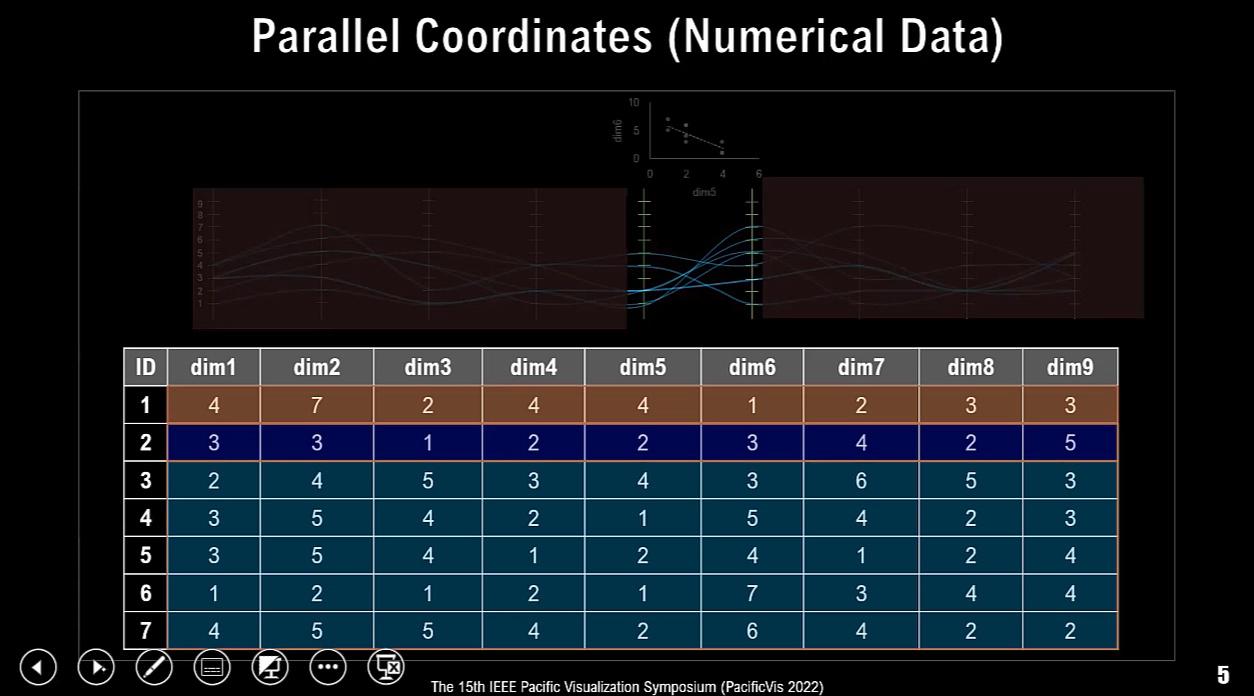 Parallel Coordinates (Numerical Data)
10
5
0
dim6
0 2 4 6
dim5
9
8
7
6
5
4
3
2
1
ID dim1 dim2 dim3 dim4 dim5 dim6 dim7 dim8 dim9
1 4 7 2 4 4 1 2 3 3
2 3 3 1 2 2 3 4 2 5
3 2 4 5 3 4 3 6 5 3
4 3 5 4 2 1 5 4 2 3
5 3 5 4 1 2 4 1 2 4
6 1 2 1 2 1 7 3 4 4
7 4 5 5 4 2 6 4 2 2
The 15th IEEE Pacific Visualization Symposium (PacificVis 2022)
5